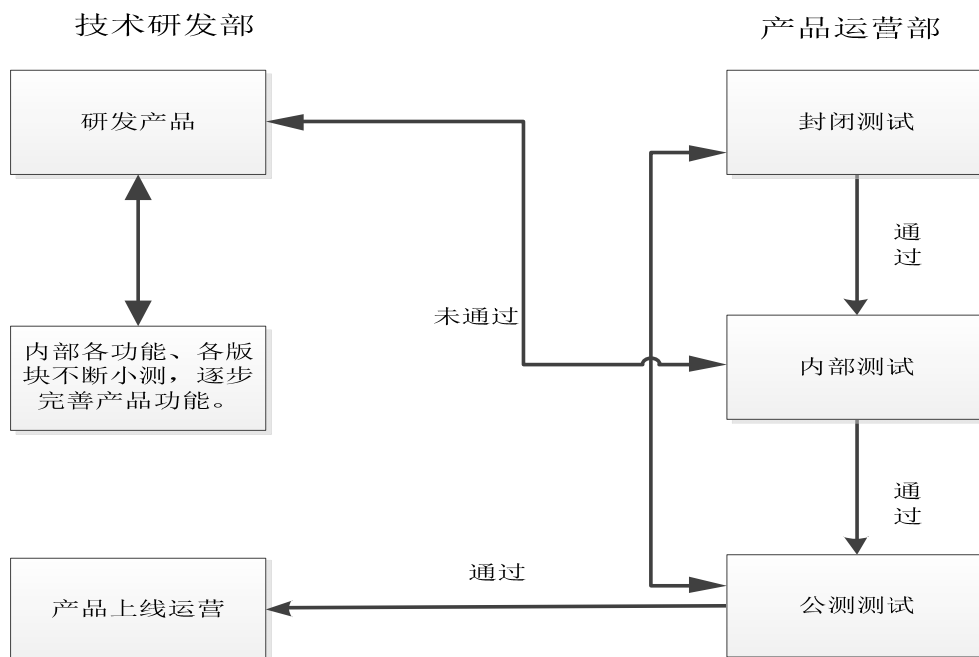 技术研发部
产品运营部
研发产品
封闭测试
通
过
未通过
内部各功能、各版
块不断小测，逐步
完善产品功能。
内部测试
通
过
通过
产品上线运营
公测测试